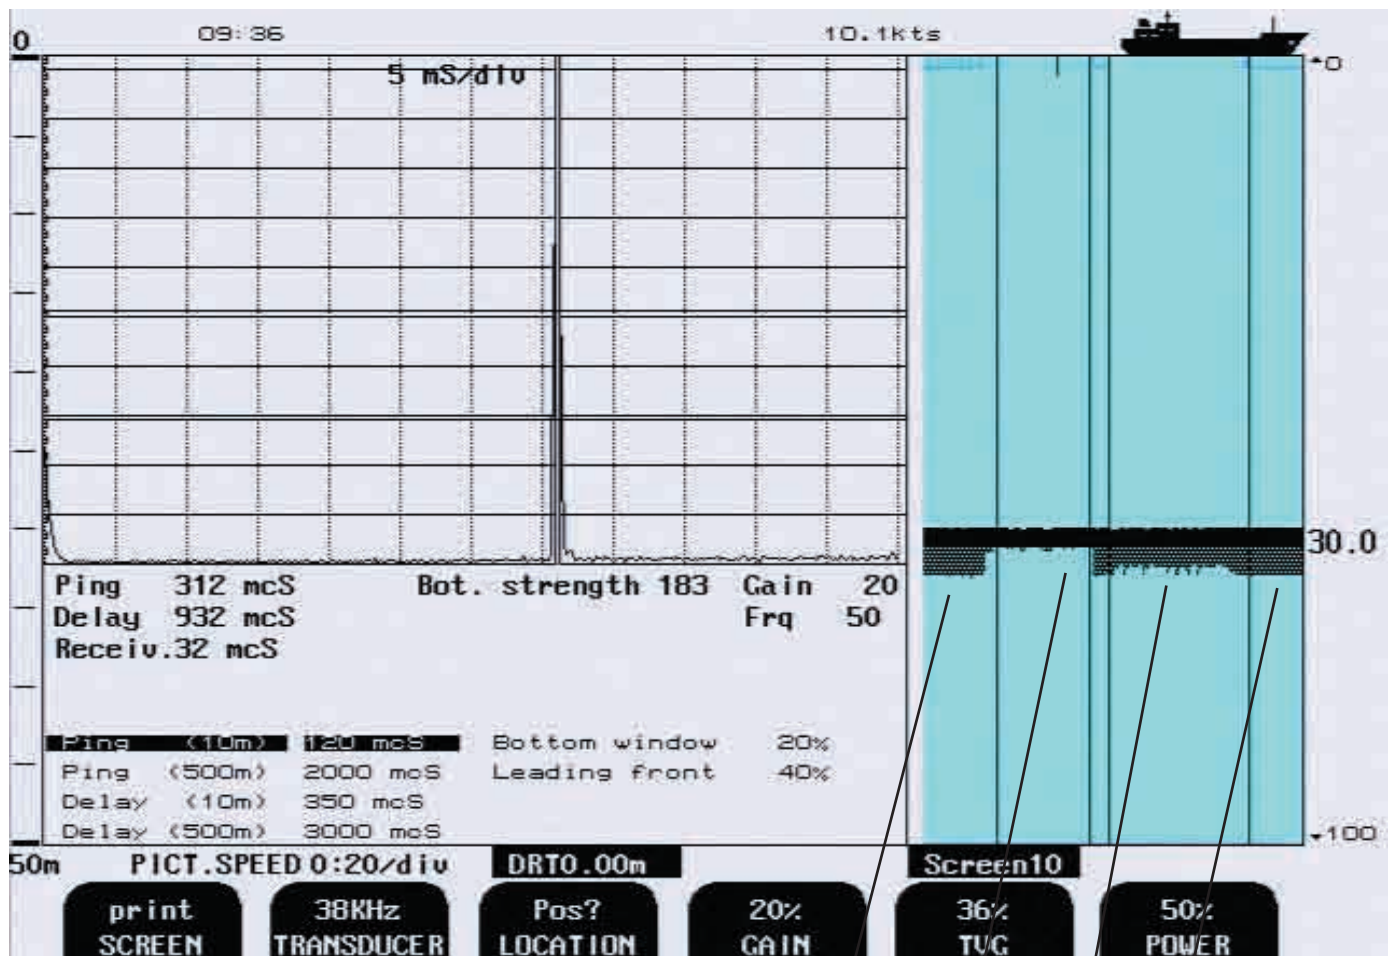 0 09:36 10.1kts
5 mS/div
0
30.0
Ping 312 mcS Bot. strength 183 Gain 20
Delay 932 mcS Frq 50
Receiv.32 mcS
Ping (10m) 120 mcS Bottom window 20%
Ping (500m) 2000 mcS Leading front 40%
Delay (10m) 350 mcS
Delay (500m) 3000 mcS
100
50m PICT.SPEED 0:20/div DRT0.00m Screen10
print 38KHz Pos? 20% 36% 50%
SCREEN TRANSDUCER LOCATION GAIN TVG POWER